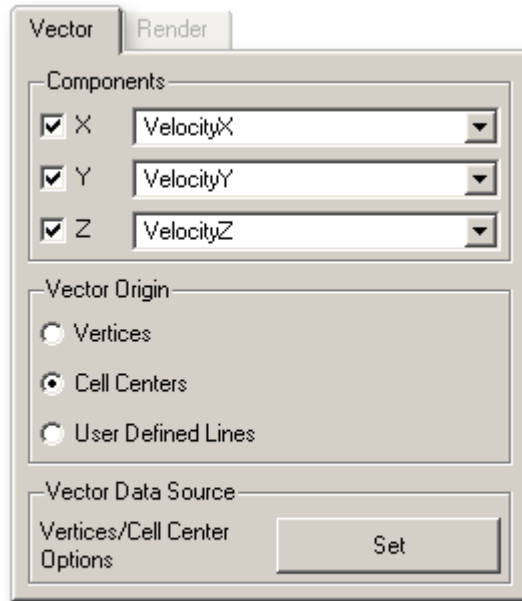 Vector Render
Components
X VelocityX
Y VelocityY
Z VelocityZ
Vector Origin
Vertices
Cell Centers
User Defined Lines
Vector Data Source
Vertices/Cell Center
Options
Set